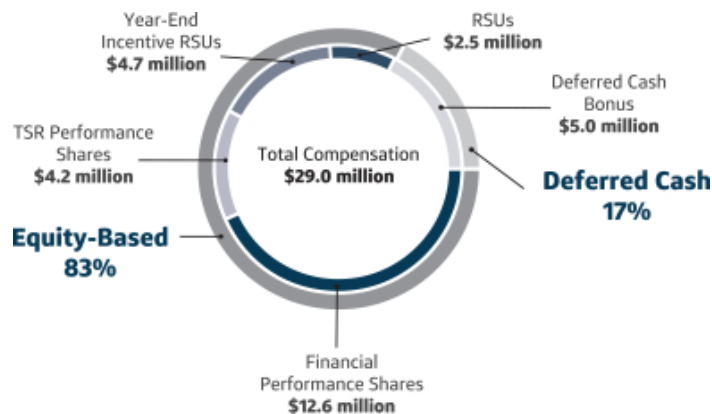 Year-End
Incentive RSUs
$4.7 million
RSUs
$2.5 million
Deferred Cash
Bonus
$5.0 million
TSR Performance
Shares
$4.2 million
Total Compensation
$29.0 million
Deferred Cash
17%
Equity-Based
83%
Financial
Performance Shares
$12.6 million